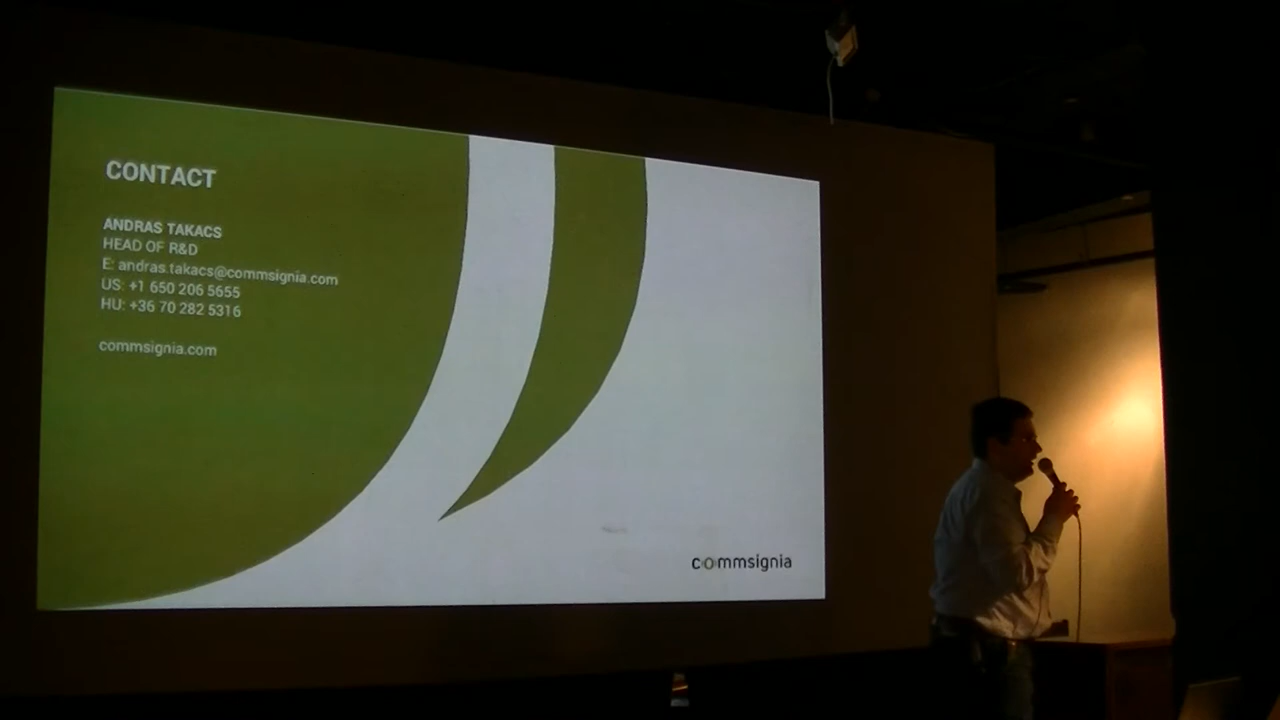 CONTACT
ANDRAS TAKACS
HEAD OF R&D
E: andras.takacs@commsignia.com
US: +1 650 206 5655
HU: +36 70 282 5316
commsignia.com
commsignia